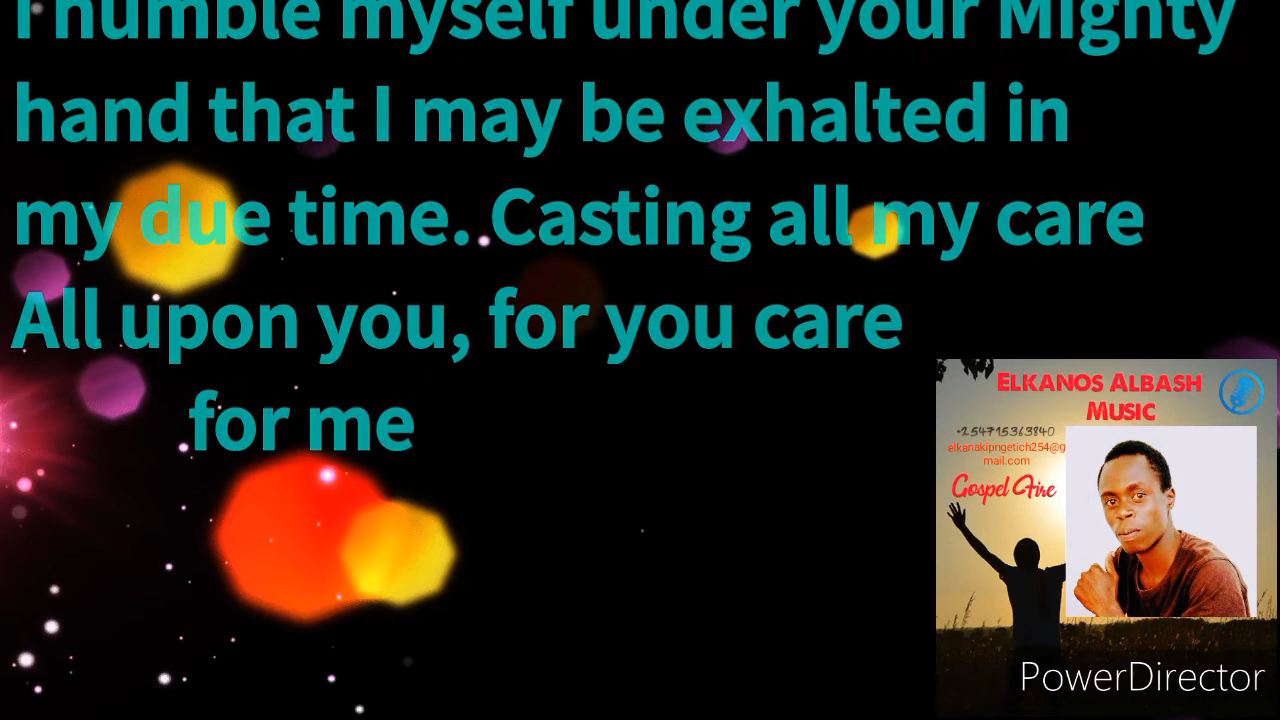 I humble myself under your Mighty
hand that I may be exhalted in
my due time. Casting all my care
All upon you, for you care
for me
ELKANOS ALBASH
MUSIC
+254715363840
elkanakipngetich254@g
mail.com
Gospel Fire
PowerDirector